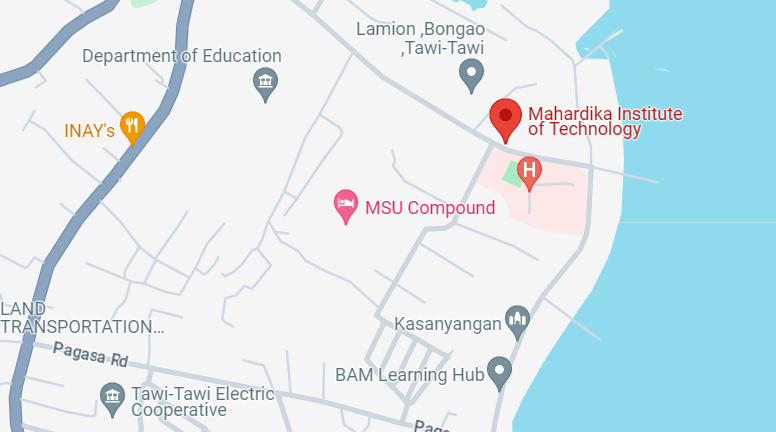 Lamion ,Bongao
,Tawi-Tawi
Department of Education
Mahardika Institute
of Technology
INAY's
H
MSU Compound
LAND
TRANSPORTATION...
Kasanyangan
Pagasa Rd
BAM Learning Hub
Tawi-Tawi Electric
Cooperative
Paga